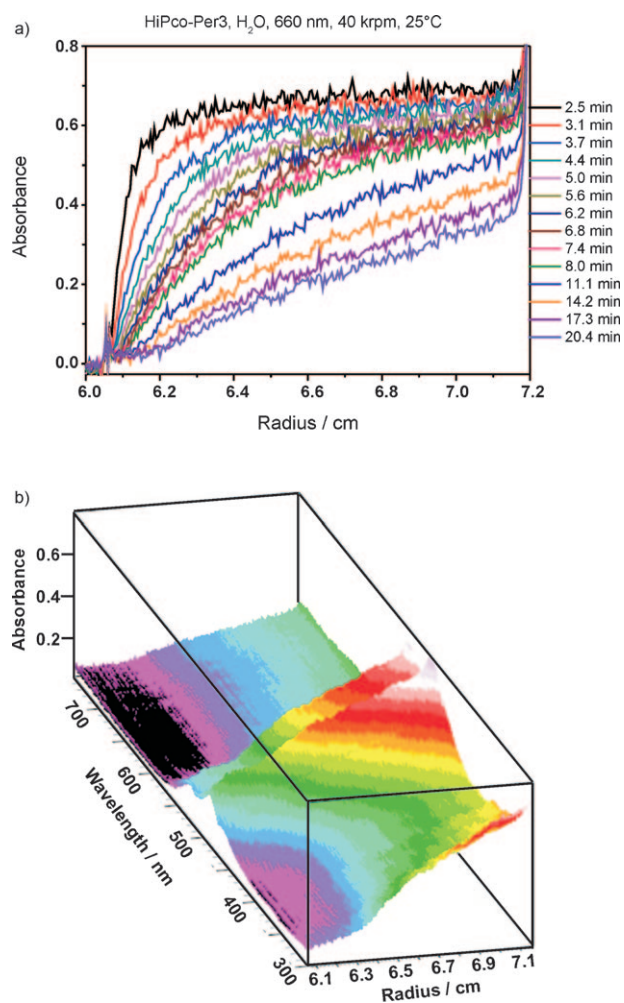 a)
HiPco-Per3, H₂O, 660 nm, 40 krpm, 25°C
0.8
0.6
0.4
0.2
0.0
Absorbance
6.0 6.2 6.4 6.6 6.8 7.0 7.2
Radius / cm
2.5 min
3.1 min
3.7 min
4.4 min
5.0 min
5.6 min
6.2 min
6.8 min
7.4 min
8.0 min
11.1 min
14.2 min
17.3 min
20.4 min
b)
Absorbance
0.6
0.4
0.2
700
600
500
400
300
Wavelength / nm
6.1 6.3 6.5 6.7 6.9 7.1
Radius / cm